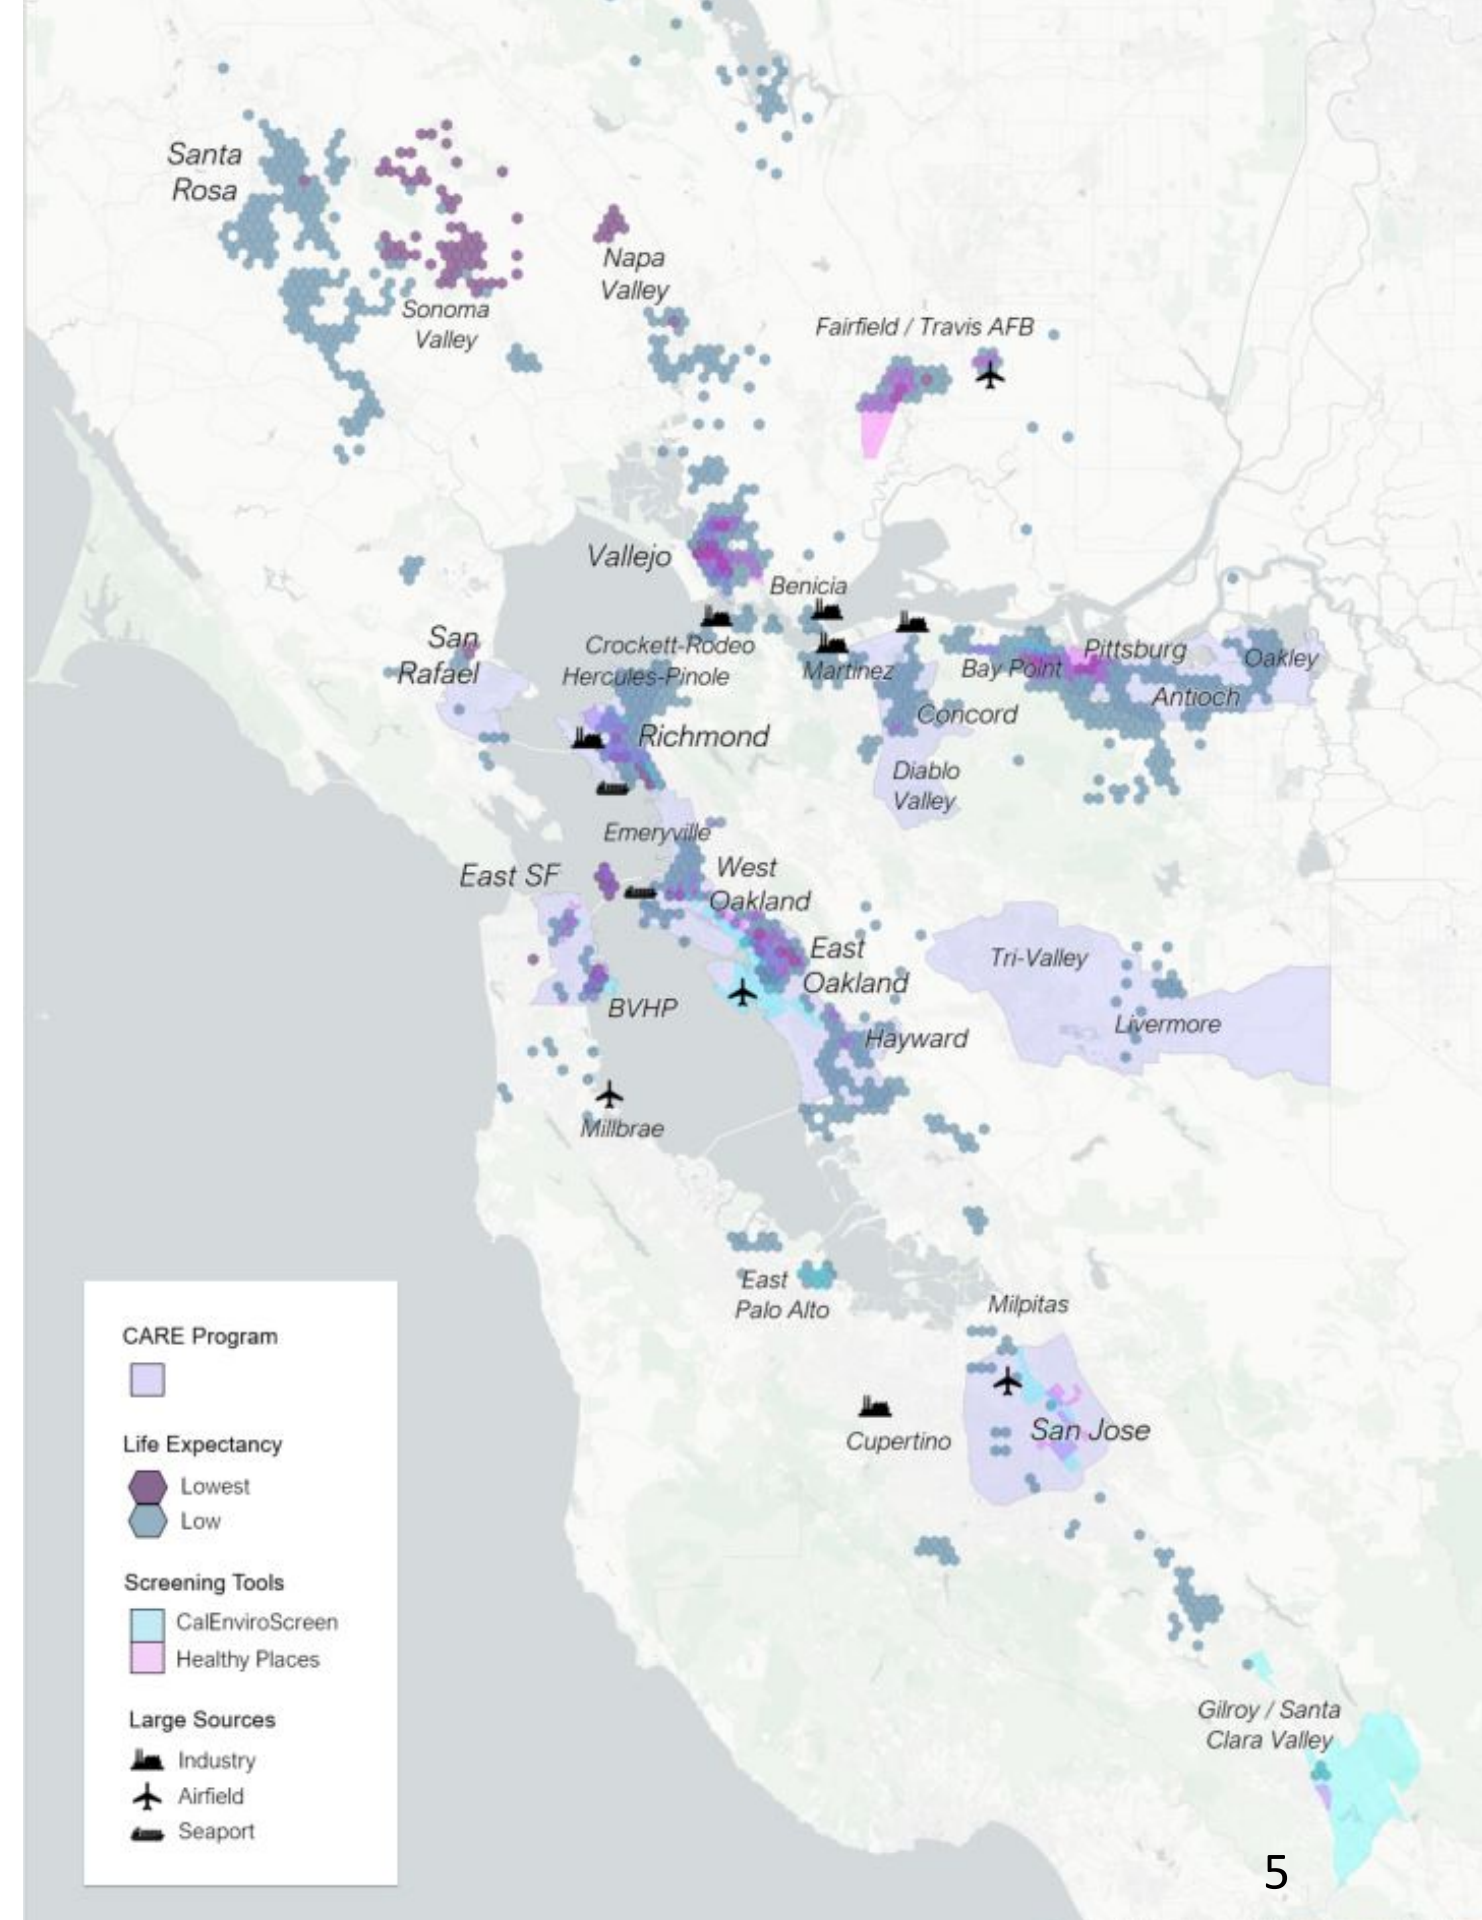 Santa
Rosa
Sonoma
Valley
Napa
Valley
Fairfield / Travis AFB
Vallejo
Benicia
San
Rafael
Crockett-Rodeo
Hercules-Pinole
Martinez
Bay Point
Pittsburg
Oakley
Antioch
Concord
Richmond
Diablo
Valley
Emeryville
East SF
West
Oakland
East
Oakland
Tri-Valley
BVHP
Livermore
Hayward
Millbrae
East
Palo Alto
Milpitas
Cupertino
San Jose
Gilroy / Santa
Clara Valley
CARE Program
Life Expectancy
Lowest
Low
Screening Tools
CalEnviroScreen
Healthy Places
Large Sources
Industry
Airfield
Seaport
5